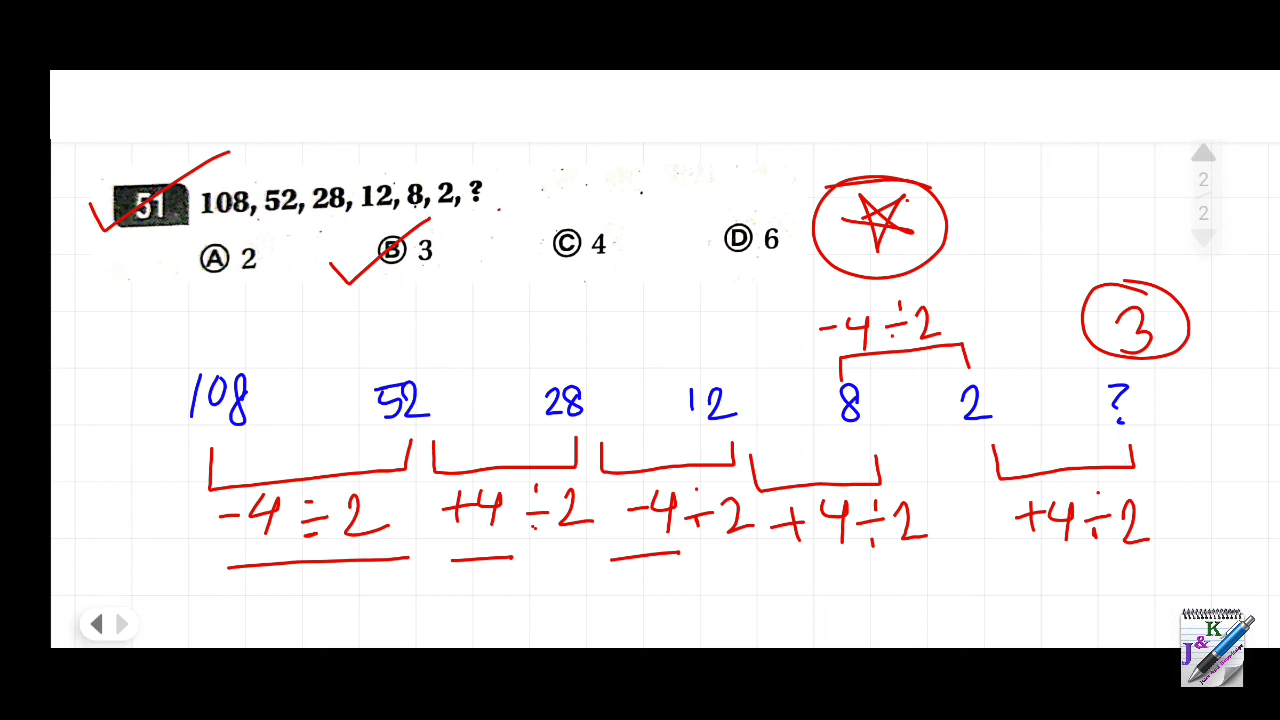 51 108, 52, 28, 12, 8, 2, ?
Ⓐ 2 Ⓑ 3 Ⓒ 4 Ⓓ 6
2
2
-4 ÷ 2
3
108 52 28 12 8 2 ?
-4 ÷ 2 +4 ÷ 2 -4 ÷ 2 +4 ÷ 2 +4 ÷ 2
J & K